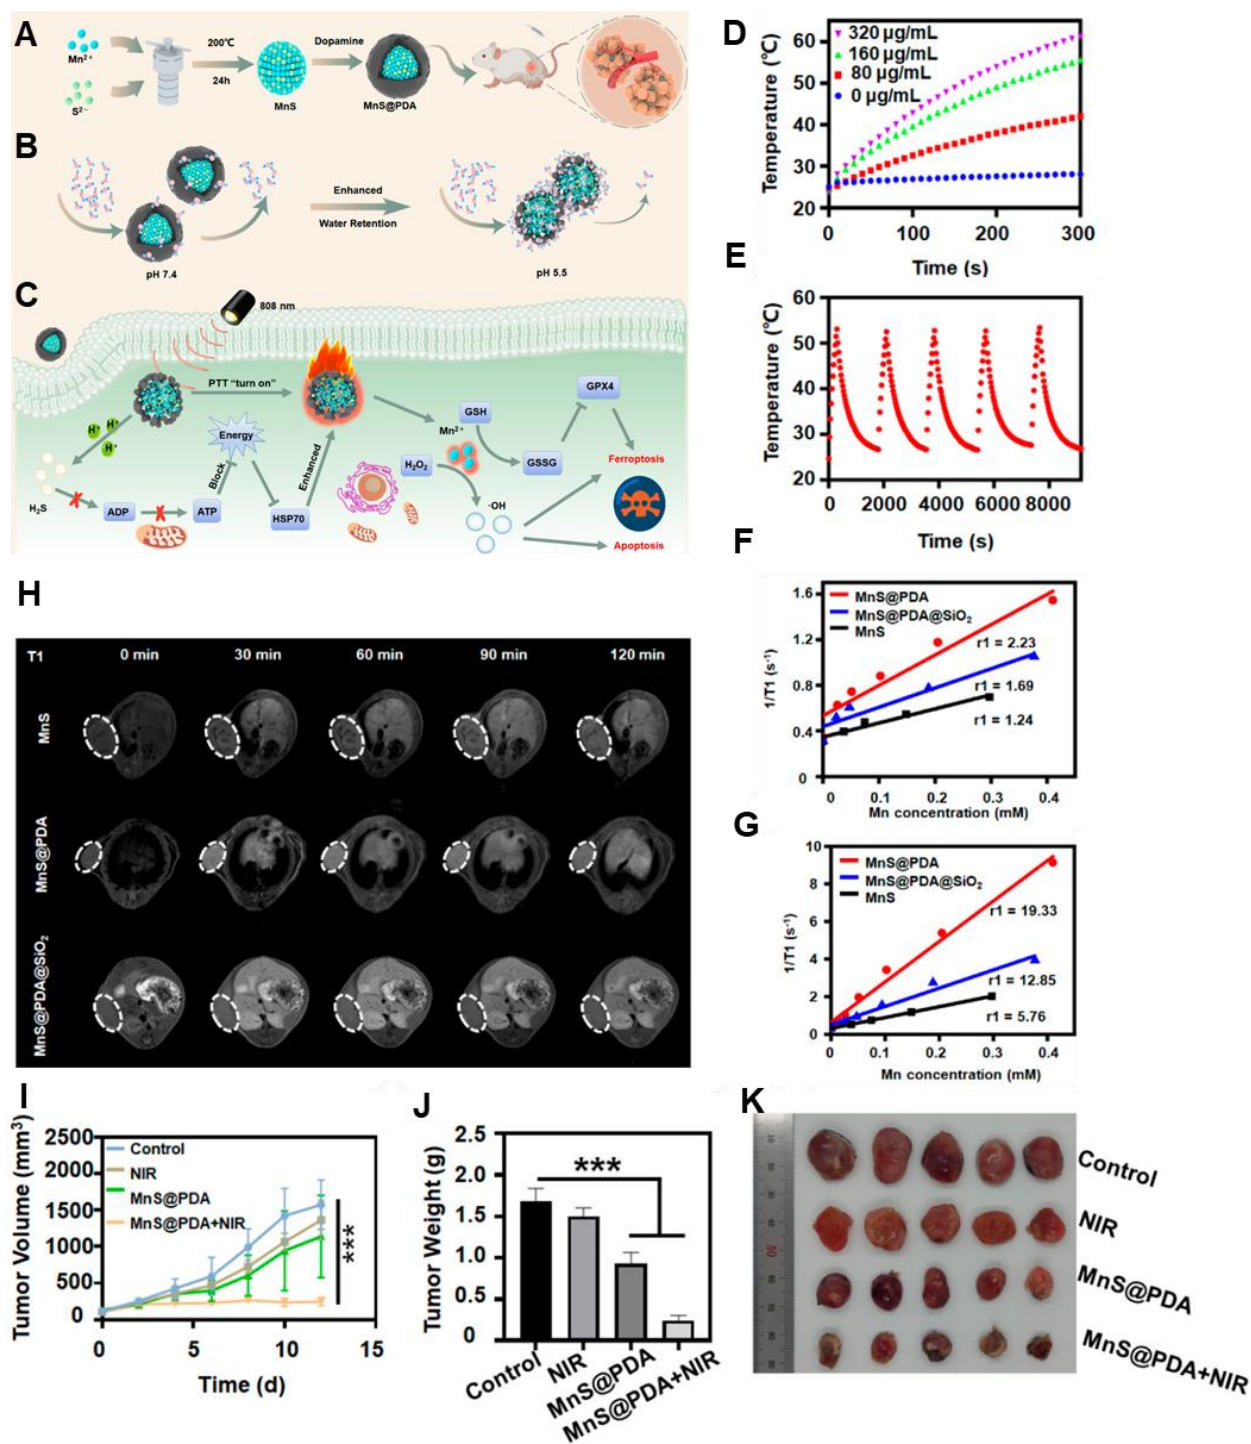 A
Mn²⁺
S²⁻
200℃
24h
MnS
Dopamine
MnS@PDA
B
pH 7.4
Enhanced
Water Retention
pH 5.5
C
808 nm
PTT “turn on”
H⁺ H⁺
H⁺
H₂S
ADP
ATP
Block
Energy
HSP70
Enhanced
Mn²⁺
GSH
GSSG
GPX4
H₂O₂
·OH
Ferroptosis
Apoptosis
D
Temperature (℃)
60
50
40
30
20
320 μg/mL
160 μg/mL
80 μg/mL
0 μg/mL
0 100 200 300
Time (s)
E
Temperature (℃)
60
50
40
30
20
0 2000 4000 6000 8000
Time (s)
F
1/T1 (s⁻¹)
1.6
1.2
0.8
0.4
0
MnS@PDA
MnS@PDA@SiO₂
MnS
r1 = 2.23
r1 = 1.69
r1 = 1.24
0 0.1 0.2 0.3 0.4
Mn concentration (mM)
G
1/T1 (s⁻¹)
10
8
6
4
2
0
MnS@PDA
MnS@PDA@SiO₂
MnS
r1 = 19.33
r1 = 12.85
r1 = 5.76
0 0.1 0.2 0.3 0.4
Mn concentration (mM)
H
T1 0 min 30 min 60 min 90 min 120 min
MnS
MnS@PDA
MnS@PDA@SiO₂
I
Tumor Volume (mm³)
2500
2000
1500
1000
500
0
Control
NIR
MnS@PDA
MnS@PDA+NIR
***
0 5 10 15
Time (d)
J
Tumor Weight (g)
2.5
2.0
1.5
1.0
0.5
0
***
Control
NIR
MnS@PDA
MnS@PDA+NIR
K
Control
NIR
MnS@PDA
MnS@PDA+NIR